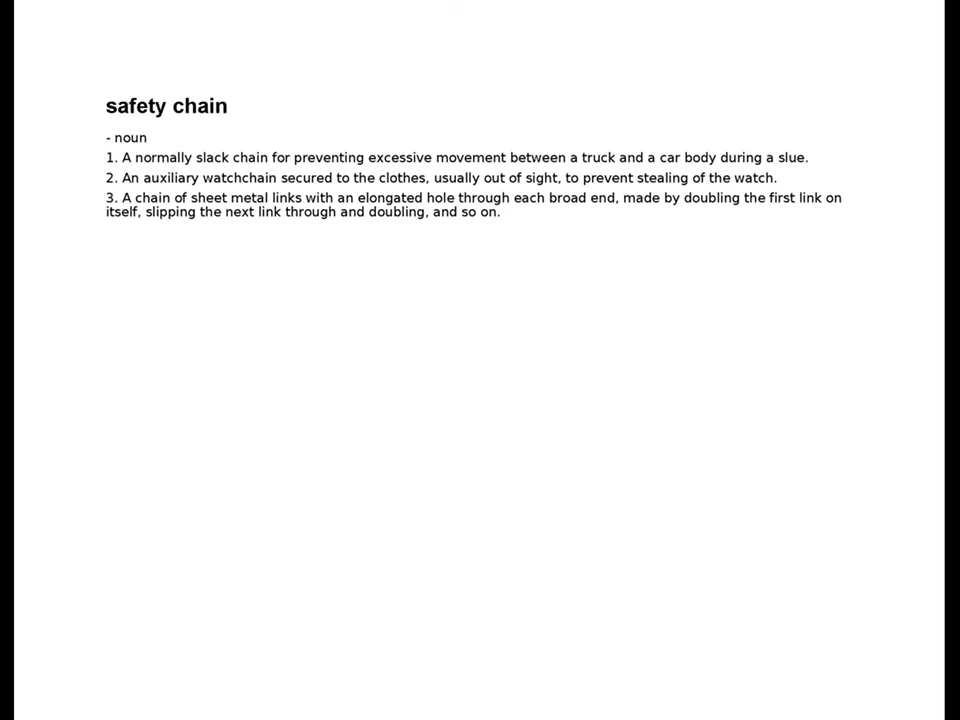 safety chain
- noun
1. A normally slack chain for preventing excessive movement between a truck and a car body during a slue.
2. An auxiliary watchchain secured to the clothes, usually out of sight, to prevent stealing of the watch.
3. A chain of sheet metal links with an elongated hole through each broad end, made by doubling the first link on
itself, slipping the next link through and doubling, and so on.